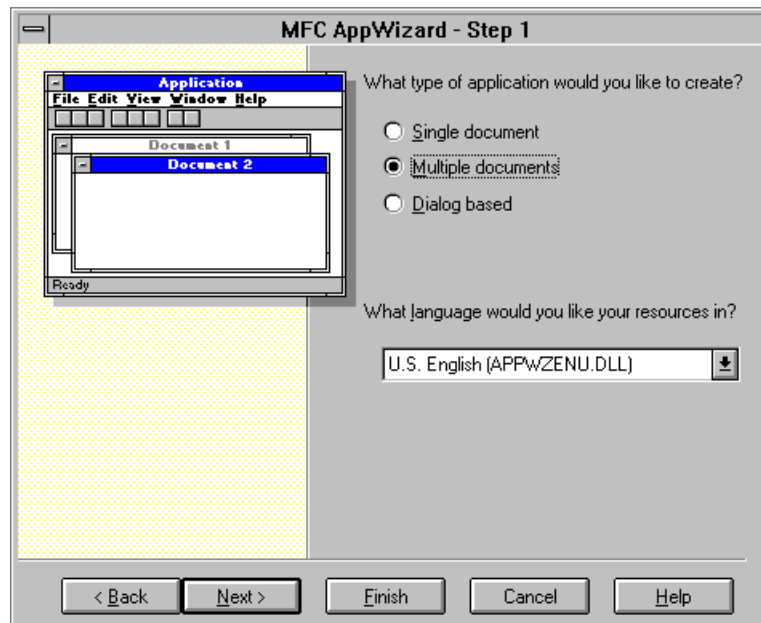 MFC AppWizard - Step 1
Application
File Edit View Window Help
Document 1
Document 2
Ready
What type of application would you like to create?
Single document
Multiple documents
Dialog based
What language would you like your resources in?
U.S. English (APPWZENU.DLL)
< Back
Next >
Finish
Cancel
Help